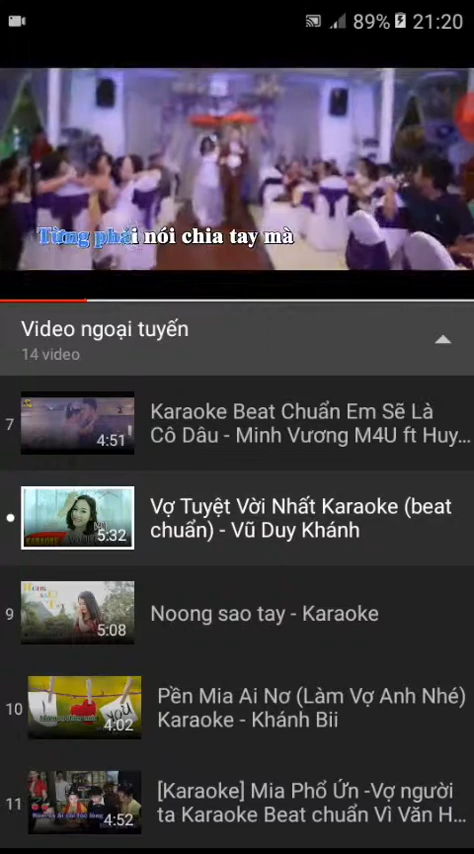 89% 21:20
Từng phải nói chia tay mà
Video ngoại tuyến
14 video
7
4:51
Karaoke Beat Chuẩn Em Sẽ Là
Cô Dâu - Minh Vương M4U ft Huy...
5:32
Vợ Tuyệt Vời Nhất Karaoke (beat
chuẩn) - Vũ Duy Khánh
9
5:08
Noong sao tay - Karaoke
10
YOU
4:02
Pền Mia Ai Nơ (Làm Vợ Anh Nhé)
Karaoke - Khánh Bii
11
4:52
[Karaoke] Mia Phổ Ứn -Vợ người
ta Karaoke Beat chuẩn Vì Văn H...